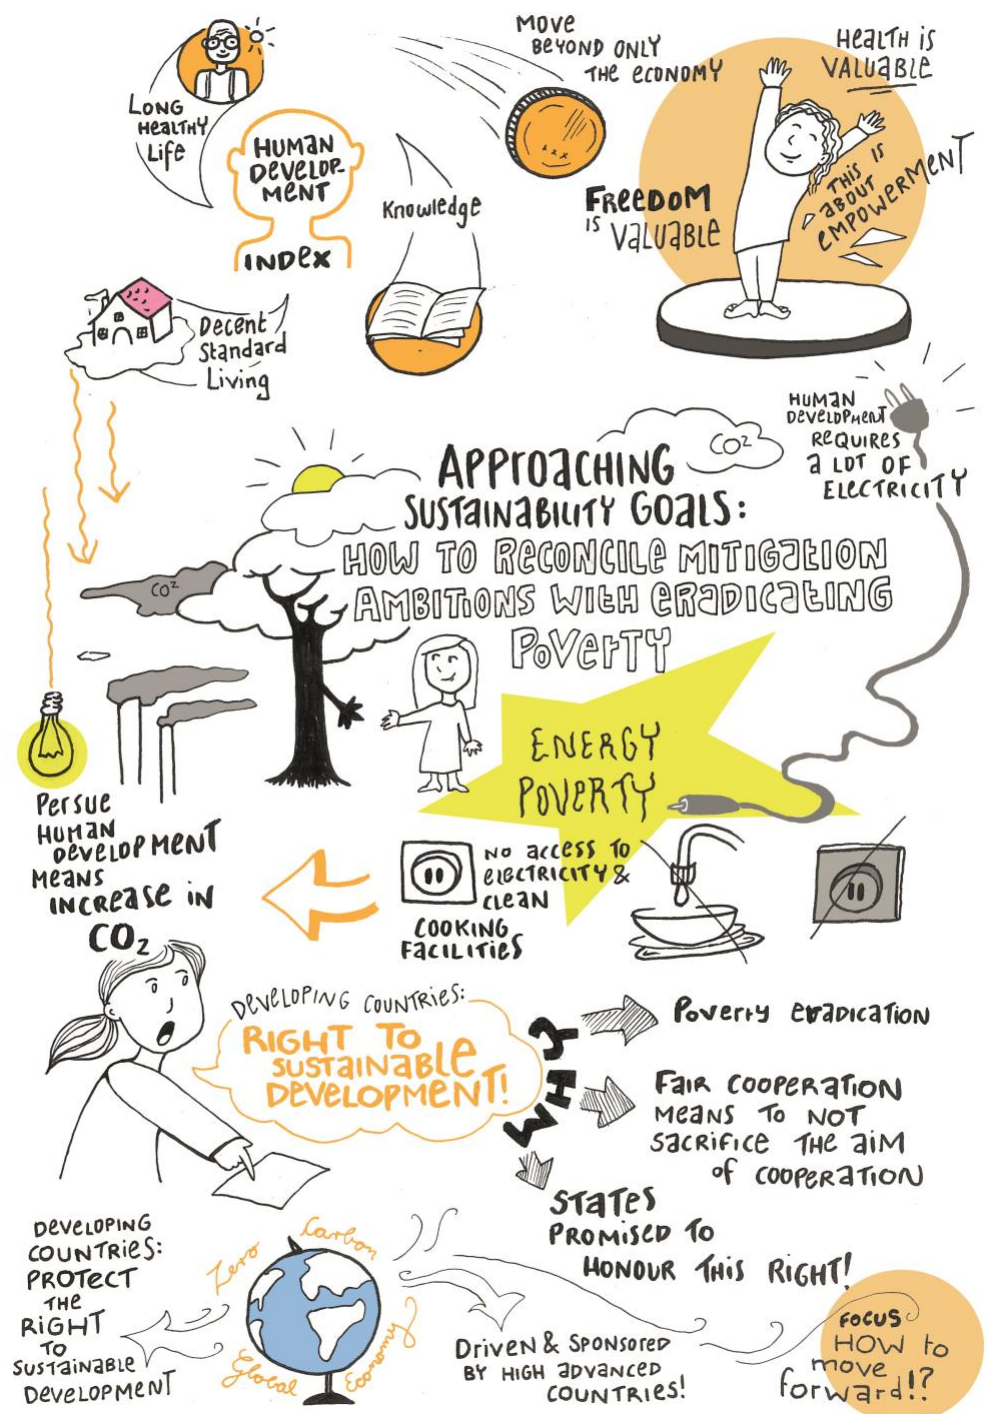 MOVE
BEYOND ONLY
THE ECONOMY
HEALTH is
VALUABLE
LONG
HEALTHY
Life
HUMAN
DEVELOP-
MENT
INDEX
Knowledge
FREEDOM
IS VALUABLE
THIS IS
ABOUT
EMPOWERMENT
Decent
Standard
Living
HUMAN
DEVELOPMENT
REQUIRES
a LOT OF
ELECTRICITY
CO2
APPROACHING
SUSTAINABILITY GOALS:
HOW TO RECONCILE MITIGATION
AMBITIONS WITH ERADICATING
POVERTY
CO2
ENERGY
POVERTY
PERSUE
HUMAN
DEVELOPMENT
MEANS
INCREASE IN
CO2
NO ACCESS TO
ELECTRICITY &
CLEAN
COOKING
FACILITIES
DEVELOPING COUNTRIES:
RIGHT TO
SUSTAINABLE
DEVELOPMENT!
WHY
Poverty eradication
FAIR COOPERATION
MEANS TO NOT
SACRIFICE THE AIM
OF COOPERATION
STATES
PROMISED TO
HONOUR THIS RIGHT!
DEVELOPING
COUNTRIES:
PROTECT
THE
RIGHT
TO
SUSTAINABLE
DEVELOPMENT
Zero
Carbon
Global
Economy
DRIVEN & SPONSORED
BY HIGH ADVANCED
COUNTRIES!
FOCUS
HOW to
move
forward!?